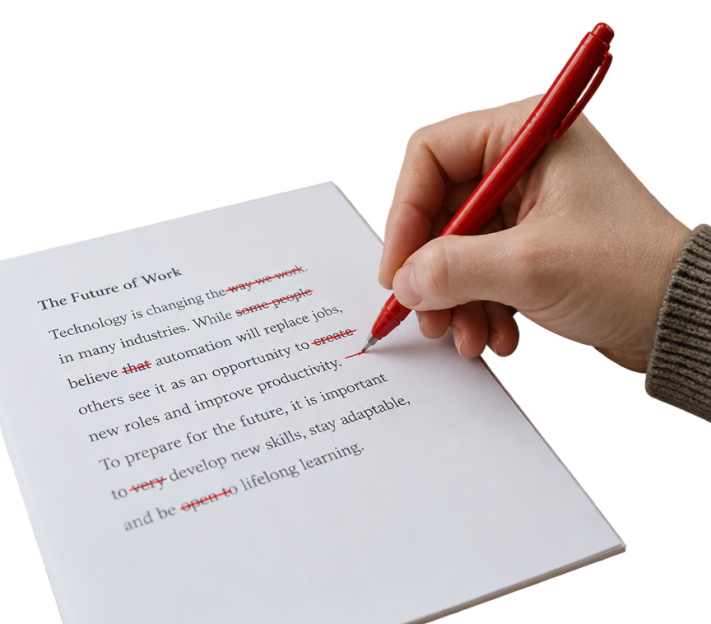 The Future of Work
Technology is changing the way we work.
in many industries. While some people
believe that automation will replace jobs,
others see it as an opportunity to create
new roles and improve productivity.
To prepare for the future, it is important
to very develop new skills, stay adaptable,
and be open to lifelong learning.